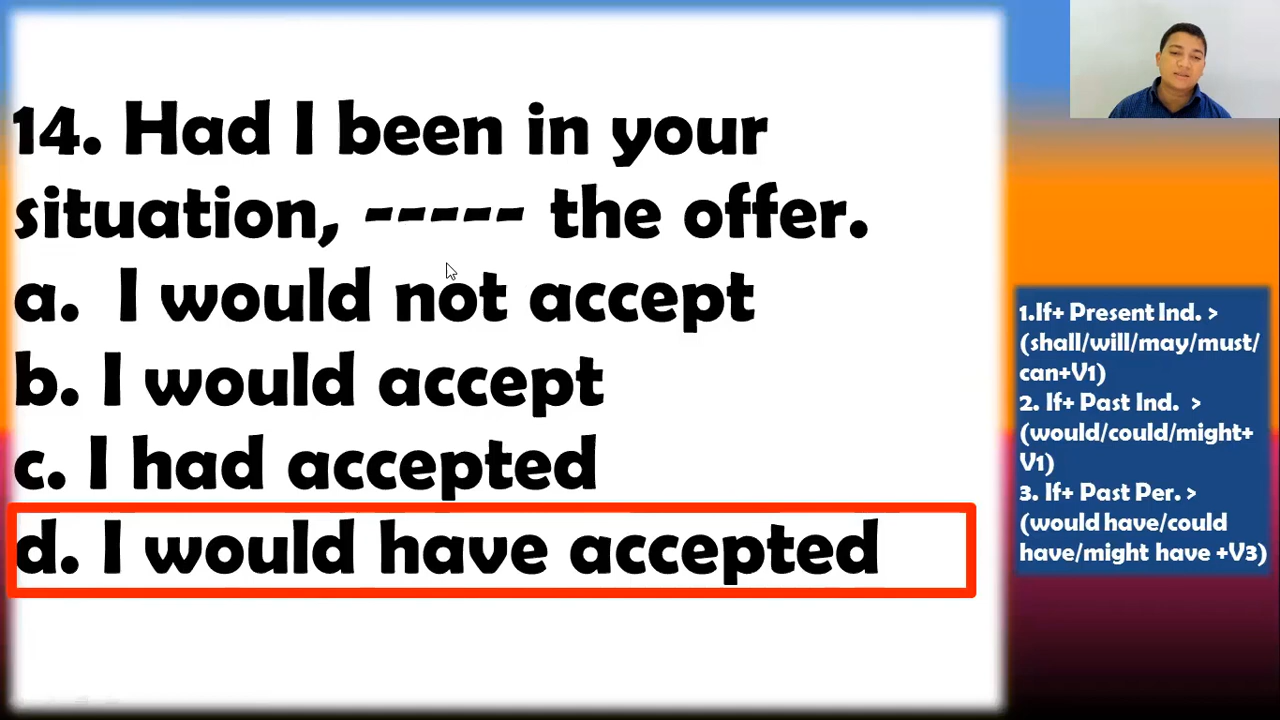 14. Had I been in your
situation, ----- the offer.
a. I would not accept
b. I would accept
c. I had accepted
d. I would have accepted
1.If+ Present Ind. >
(shall/will/may/must/
can+V1)
2. If+ Past Ind. >
(would/could/might+
V1)
3. If+ Past Per. >
(would have/could
have/might have +V3)